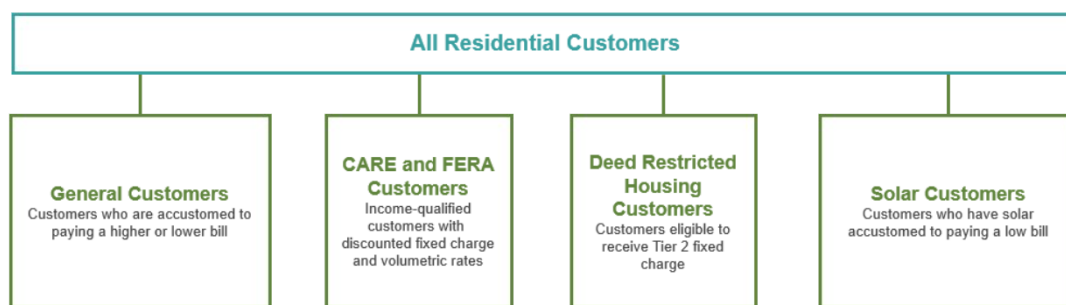 All Residential Customers
General Customers
Customers who are accustomed to
paying a higher or lower bill
CARE and FERA
Customers
Income-qualified
customers with
discounted fixed charge
and volumetric rates
Deed Restricted
Housing
Customers
Customers eligible to
receive Tier 2 fixed
charge
Solar Customers
Customers who have solar
accustomed to paying a low bill